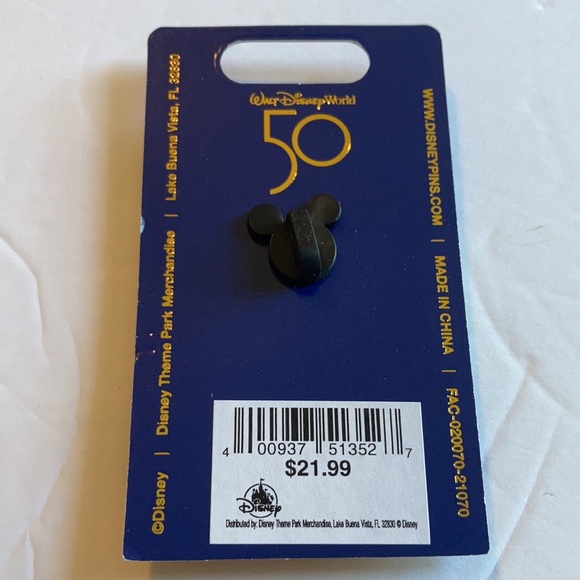 Walt Disney World
50
©Disney | Disney Theme Park Merchandise | Lake Buena Vista, FL 32830
WWW.DISNEYPINS.COM | MADE IN CHINA | FAC-020070-21070
4 00937 51352 7
$21.99
Disney
Distributed by: Disney Theme Park Merchandise, Lake Buena Vista, FL 32830 © Disney